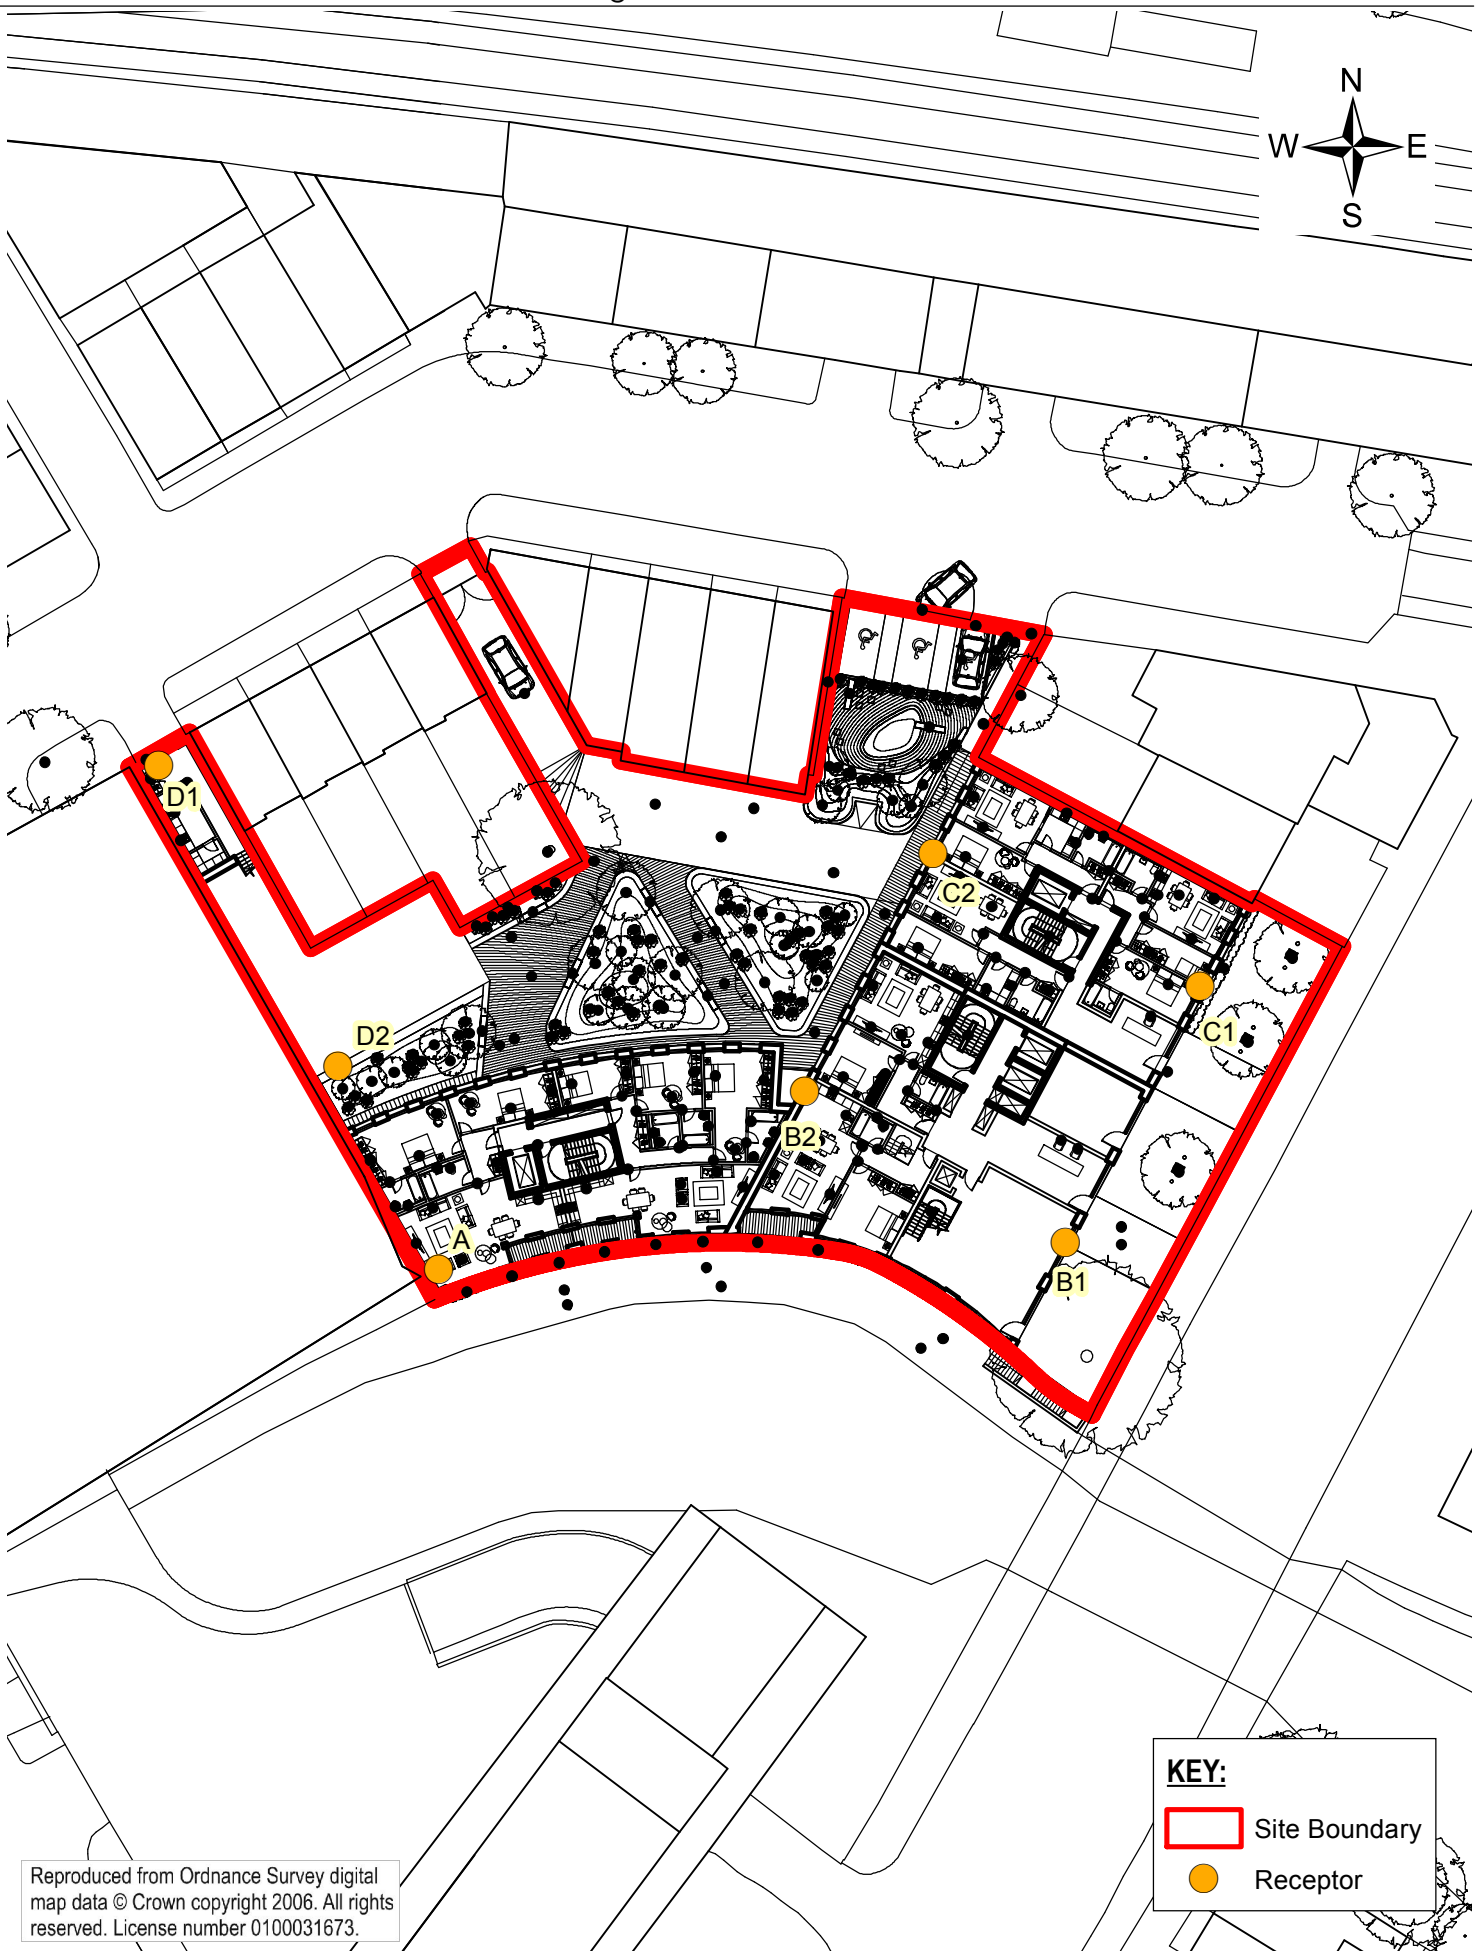 N
W E
S
D1
C2
C1
D2
B2
A
B1
KEY:
Site Boundary
Receptor
Reproduced from Ordnance Survey digital
map data © Crown copyright 2006. All rights
reserved. License number 0100031673.